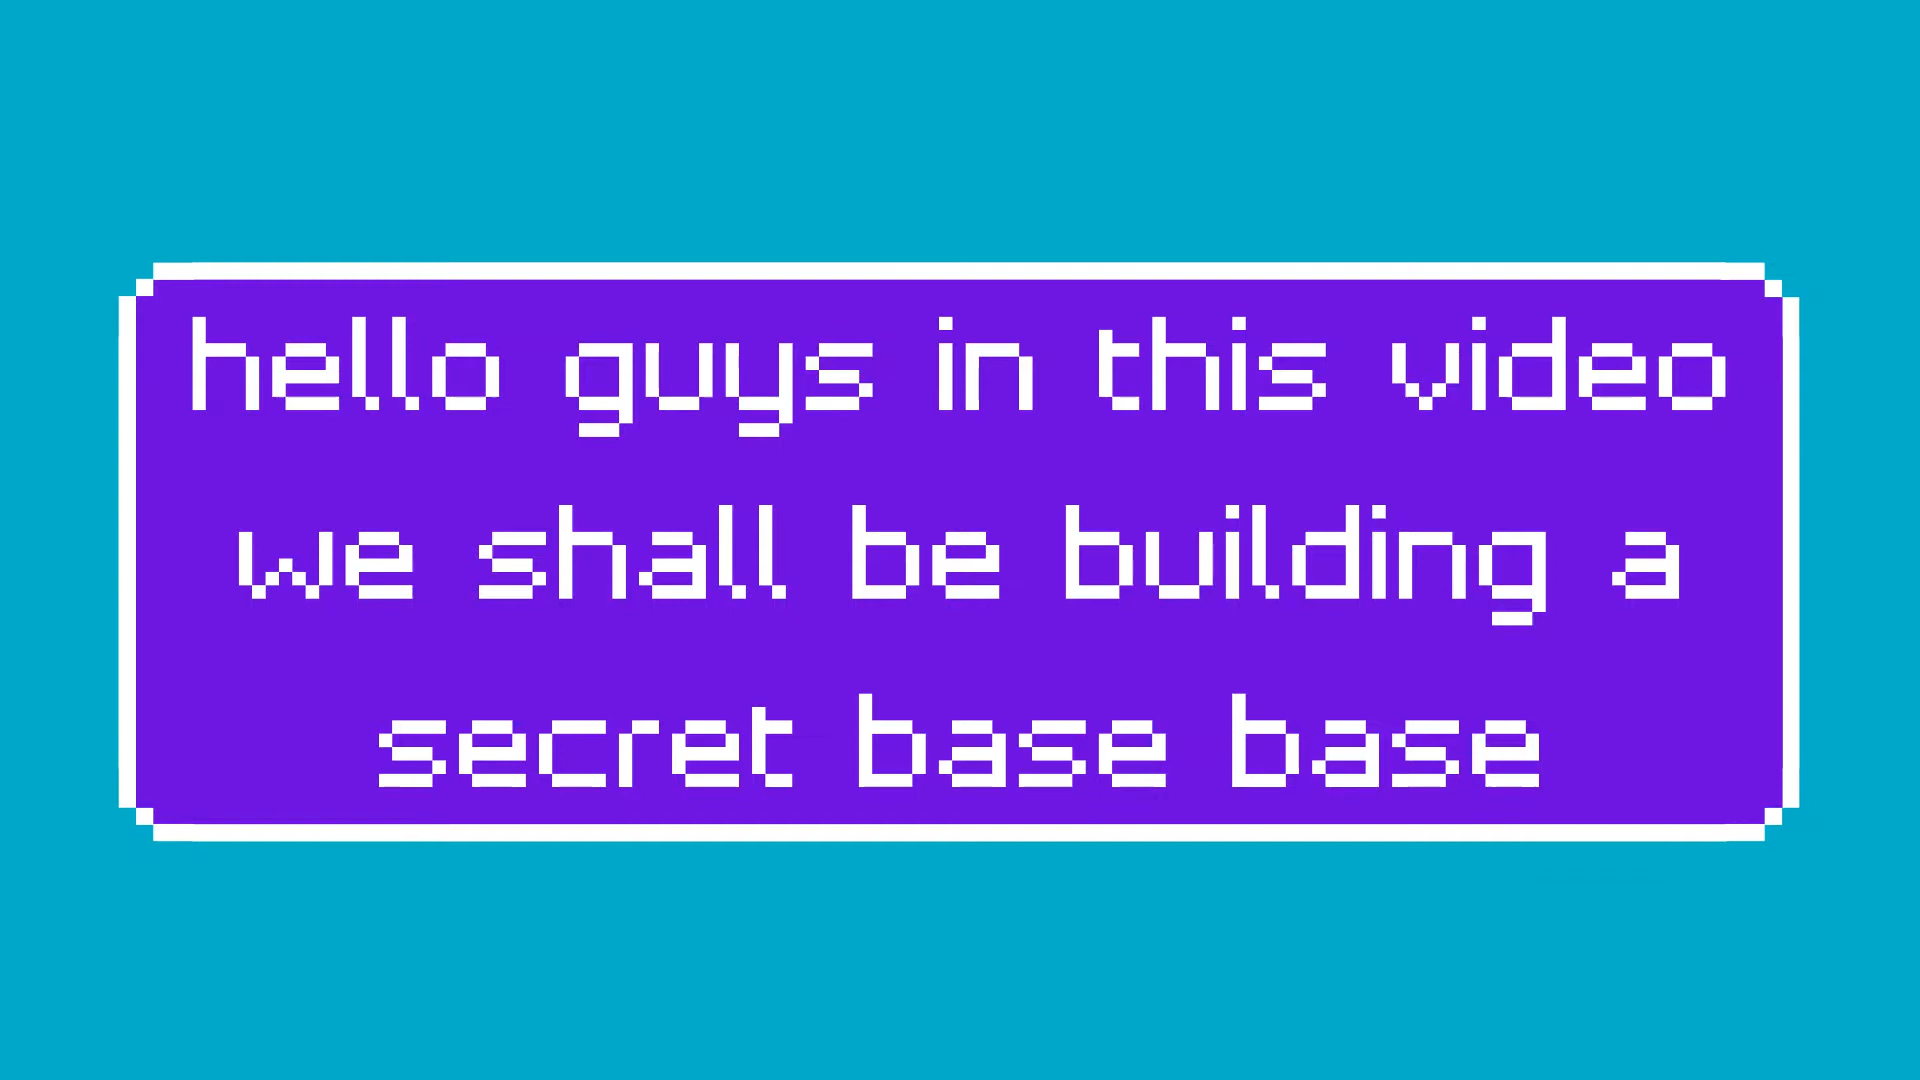 hello guys in this video
we shall be building a
secret base base